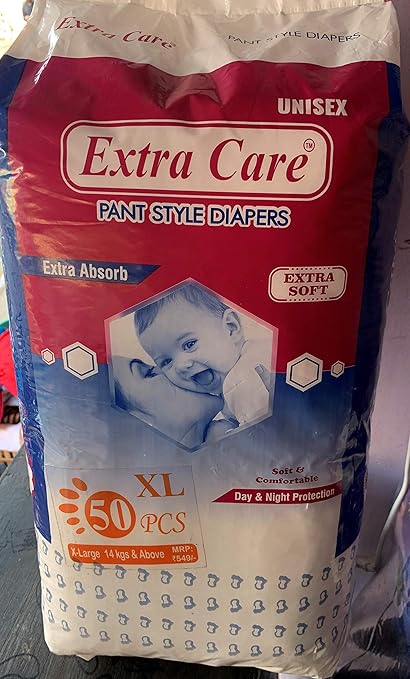 Extra Care
PANT STYLE DIAPERS
UNISEX
Extra Care™
PANT STYLE DIAPERS
Extra Absorb
EXTRA
SOFT
Soft &
Comfortable
Day & Night Protection
XL
50 PCS
X-Large 14 kgs & Above
MRP:
₹549/-